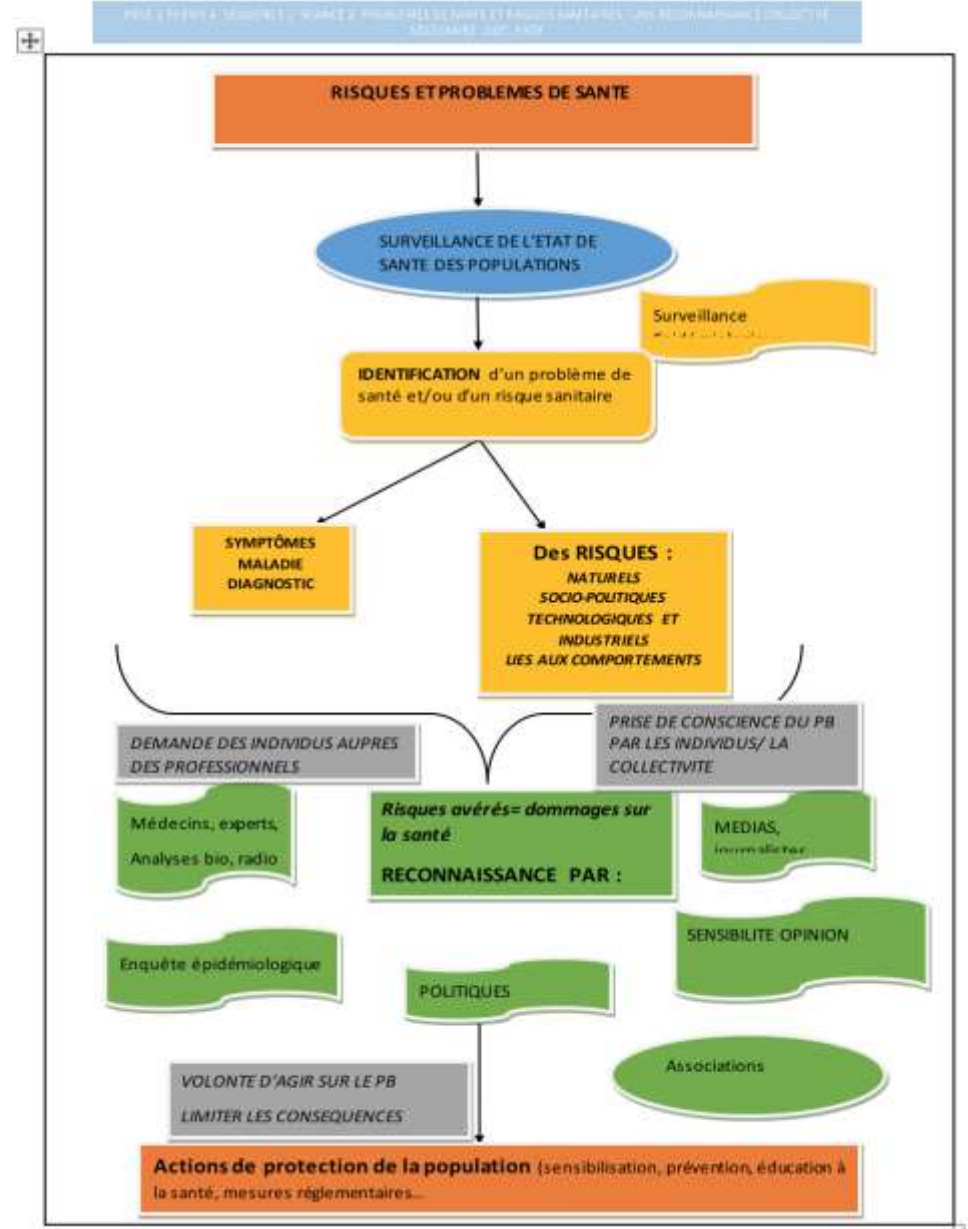 RISQUES ET PROBLEMES DE SANTE
SURVEILLANCE DE L'ETAT DE
SANTE DES POPULATIONS
Surveillance
IDENTIFICATION d'un problème de
santé et/ou d'un risque sanitaire
SYMPTÔMES
MALADIE
DIAGNOSTIC
Des RISQUES :
NATURELS
SOCIO-POLITIQUES
TECHNOLOGIQUES ET
INDUSTRIELS
LIES AUX COMPORTEMENTS
DEMANDE DES INDIVIDUS AUPRES
DES PROFESSIONNELS
PRISE DE CONSCIENCE DU PB
PAR LES INDIVIDUS/ LA
COLLECTIVITE
Médecins, experts,
Analyses bio, radio
Risques avérés= dommages sur
la santé
RECONNAISSANCE PAR :
MEDIAS,
Enquête épidémiologique
SENSIBILITE OPINION
POLITIQUES
Associations
VOLONTE D'AGIR SUR LE PB
LIMITER LES CONSEQUENCES
Actions de protection de la population (sensibilisation, prévention, éducation à
la santé, mesures réglementaires...